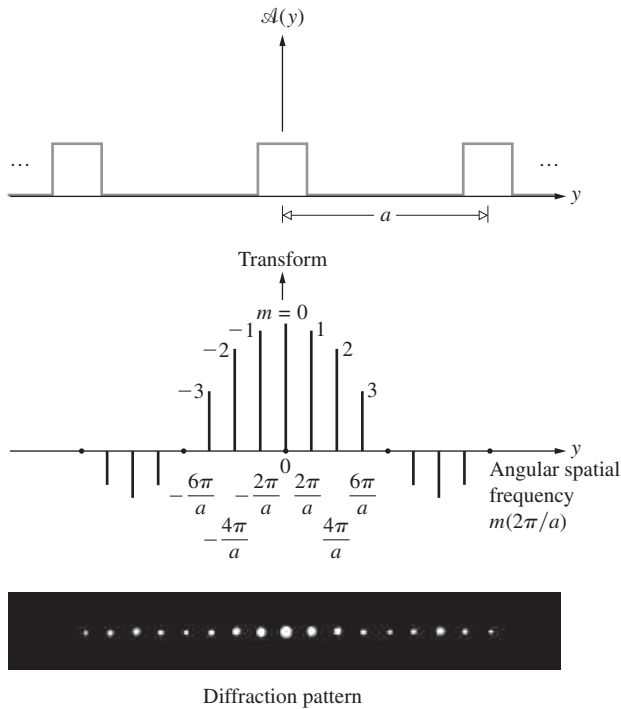 𝒜(y)
... ...
y
a
Transform
m = 0
−1 1
−2 2
−3 3
y
0
Angular spatial
frequency
m(2π/a)
−6π/a −2π/a 2π/a 6π/a
−4π/a 4π/a
Diffraction pattern